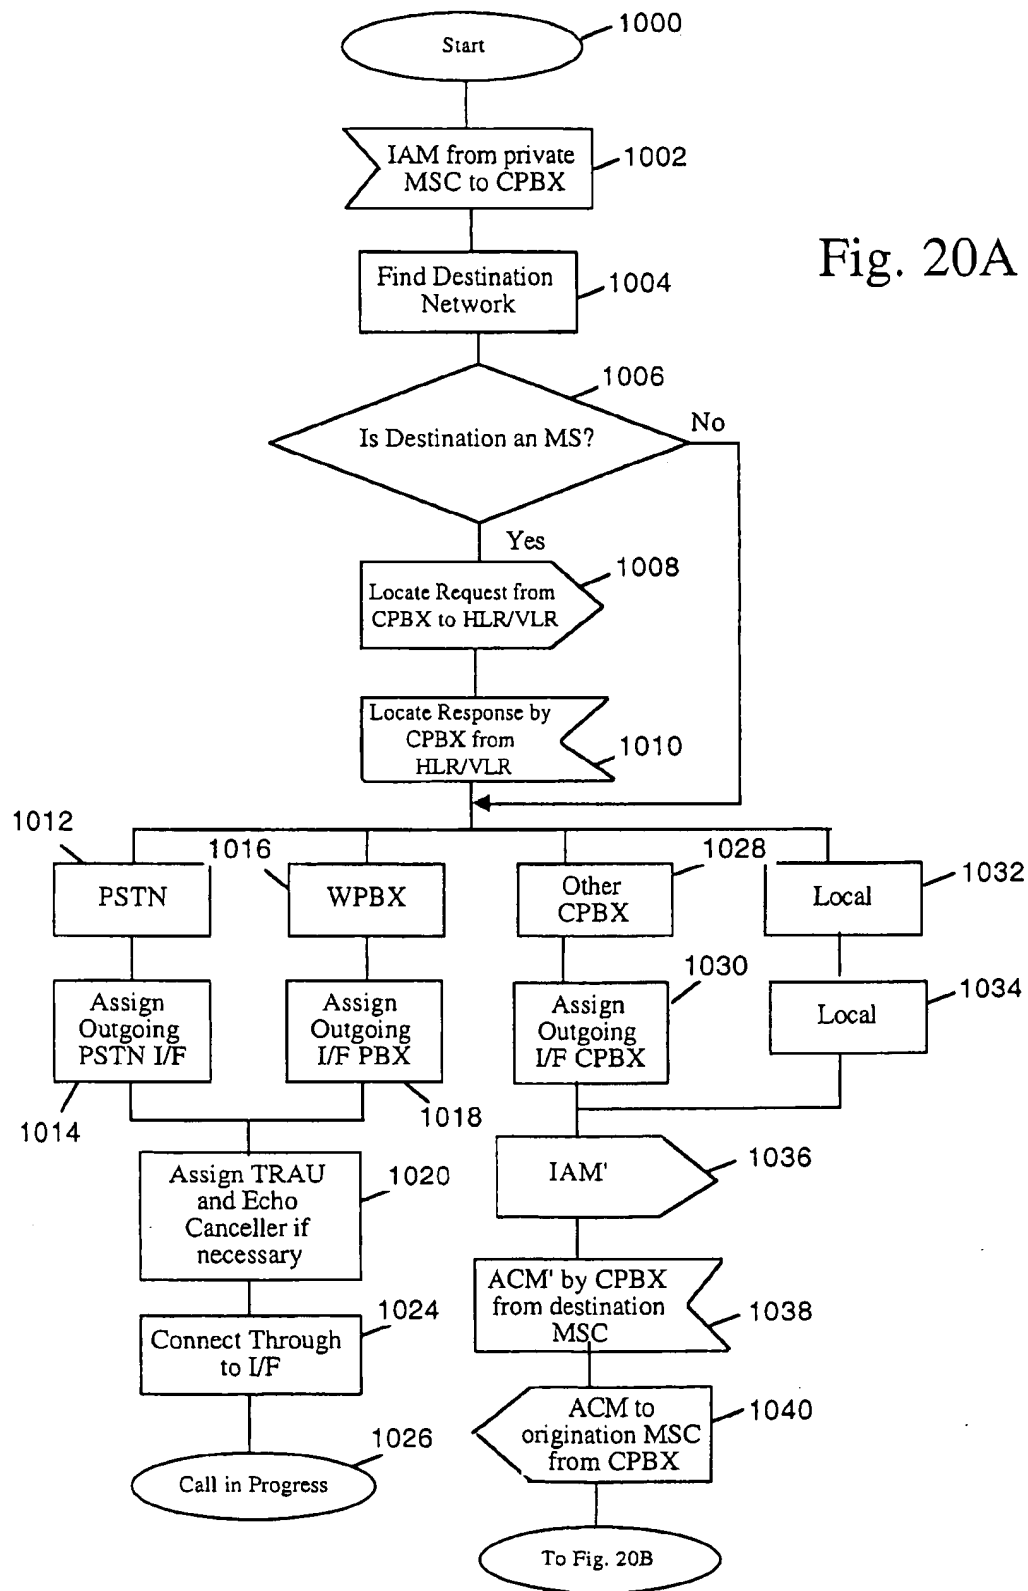 1000
Start
IAM from private
MSC to CPBX
1002
Fig. 20A
Find Destination
Network
1004
1006
Is Destination an MS?
No
Yes
1008
Locate Request from
CPBX to HLR/VLR
Locate Response by
CPBX from
HLR/VLR
1010
1012
PSTN
1016
WPBX
1028
Other
CPBX
1032
Local
Assign
Outgoing
PSTN I/F
1014
Assign
Outgoing
I/F PBX
1018
1030
Assign
Outgoing
I/F CPBX
1034
Local
Assign TRAU
and Echo
Canceller if
necessary
1020
IAM'
1036
1024
Connect Through
to I/F
ACM' by CPBX
from destination
MSC
1038
1026
Call in Progress
ACM to
origination MSC
from CPBX
1040
To Fig. 20B